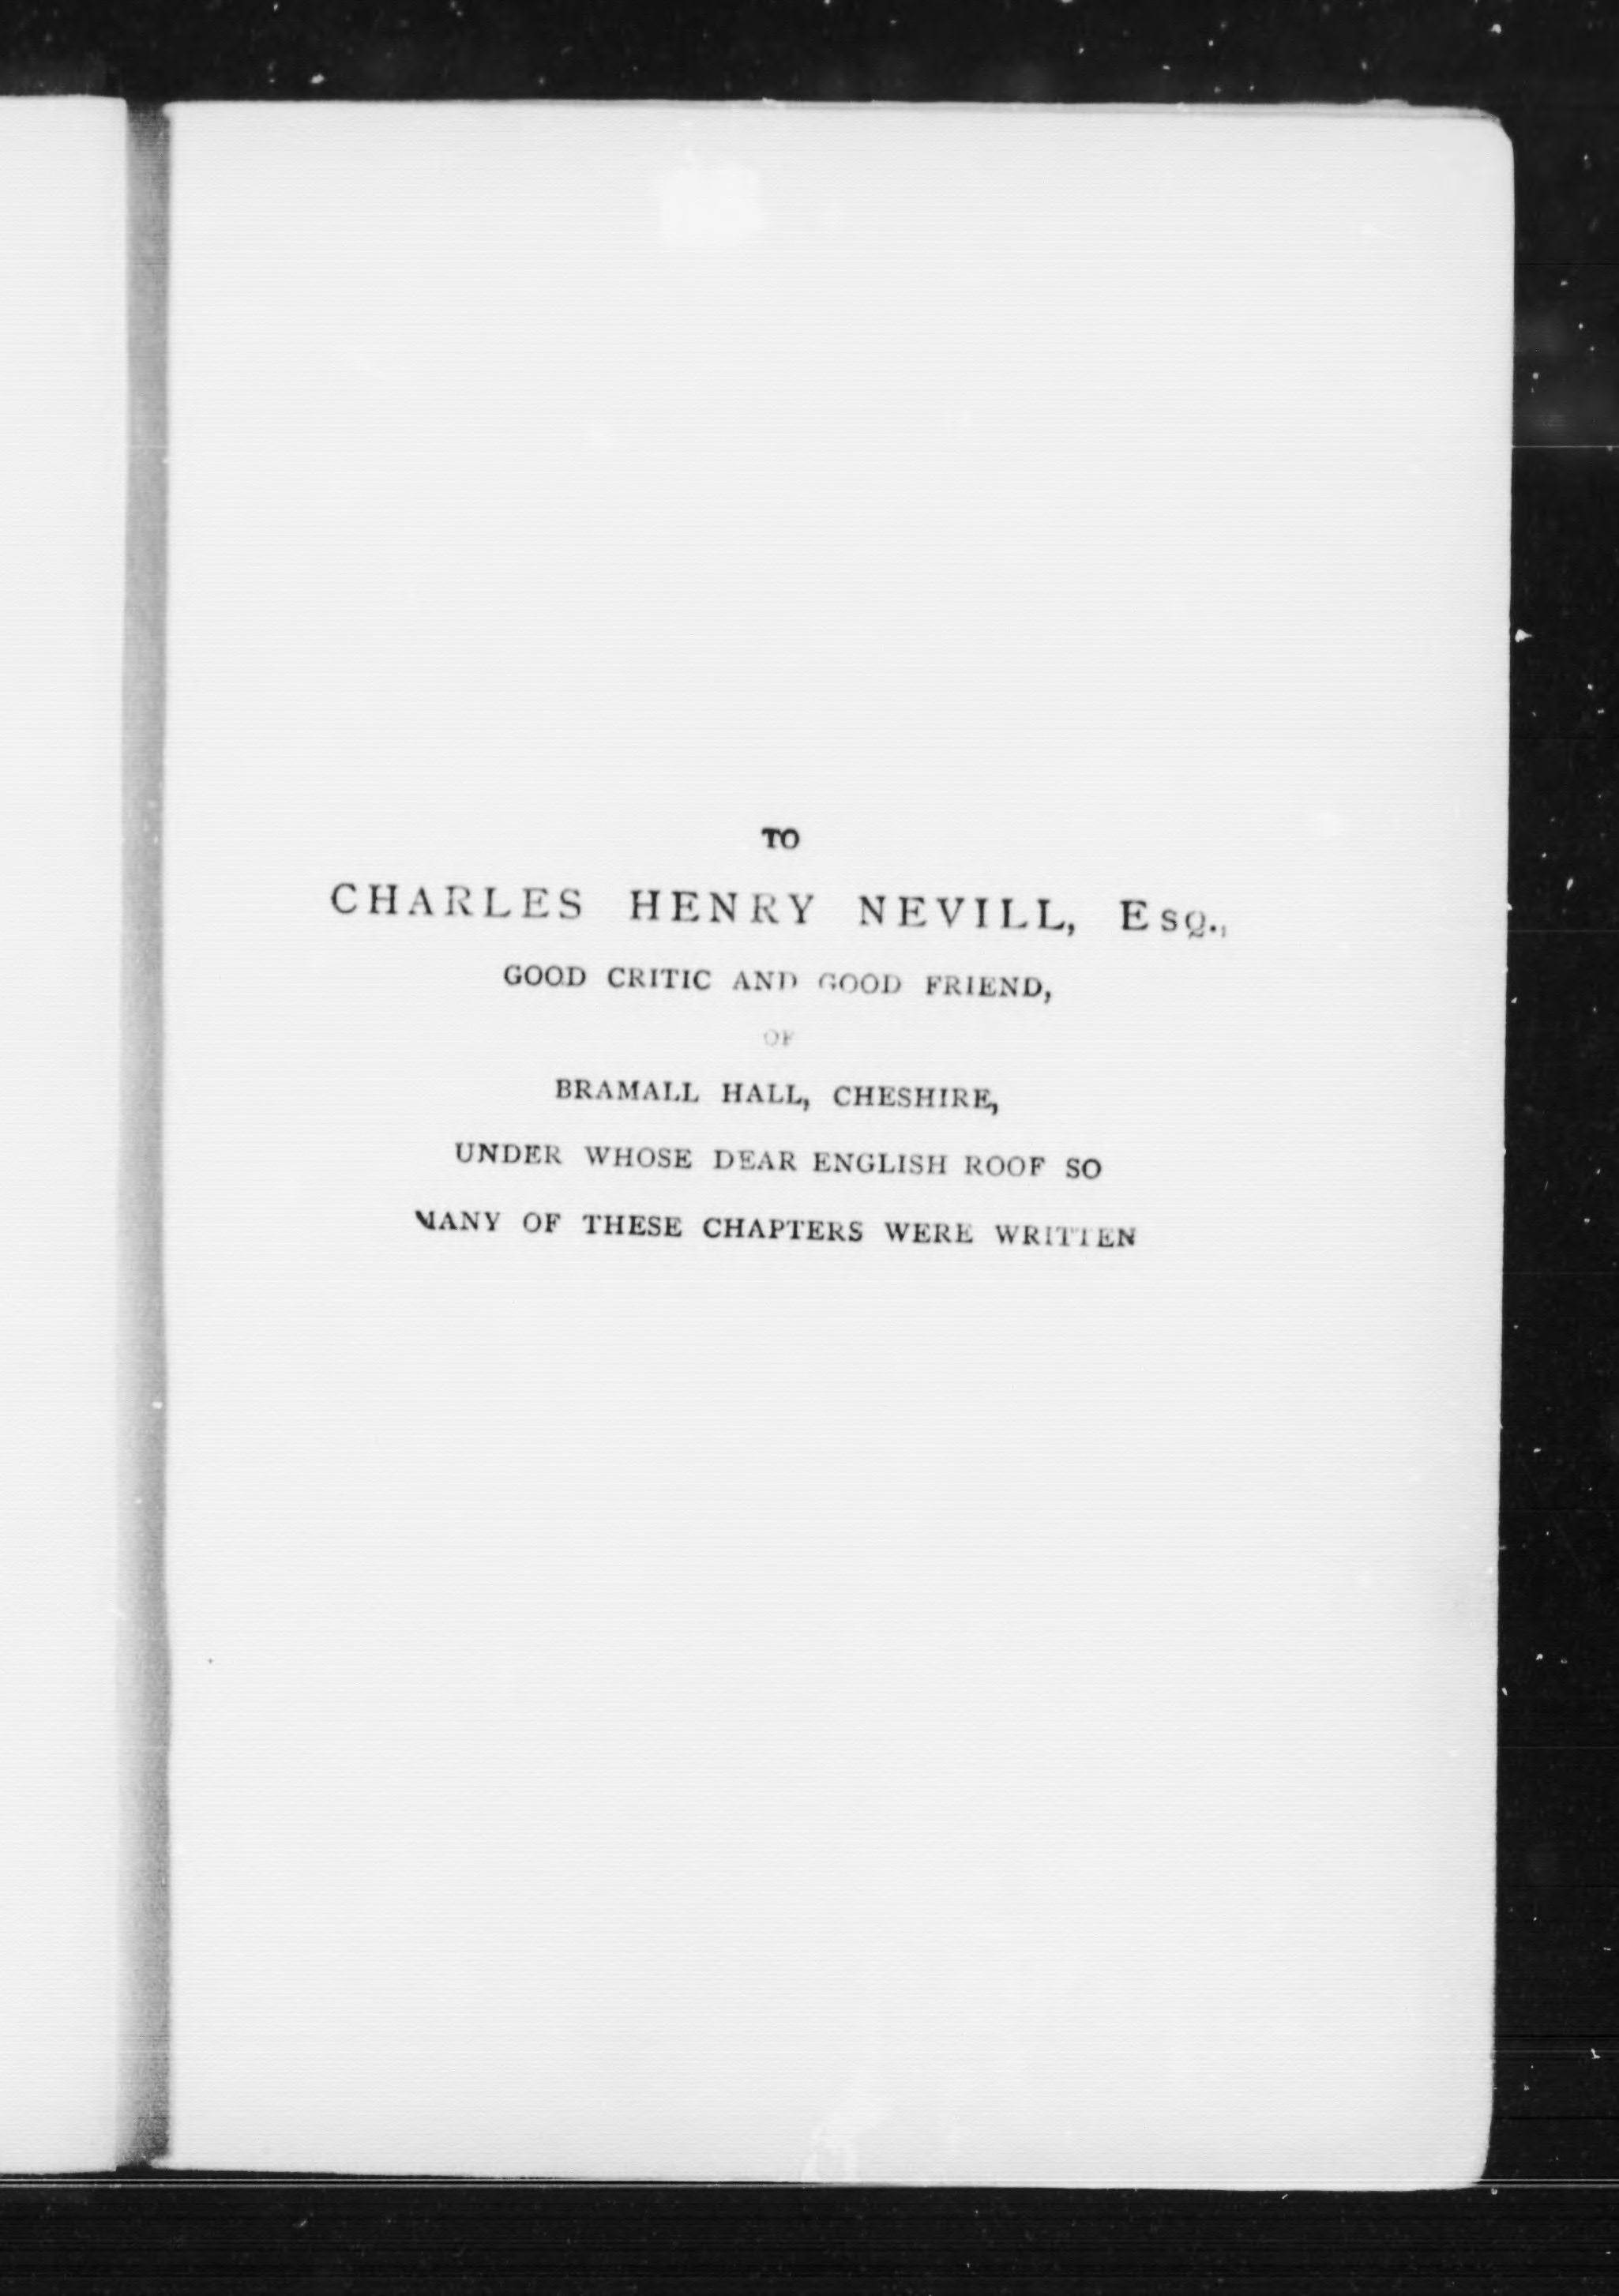 TO
CHARLES HENRY NEVILL, Esq.,
GOOD CRITIC AND GOOD FRIEND,
OF
BRAMALL HALL, CHESHIRE,
UNDER WHOSE DEAR ENGLISH ROOF SO
MANY OF THESE CHAPTERS WERE WRITTEN